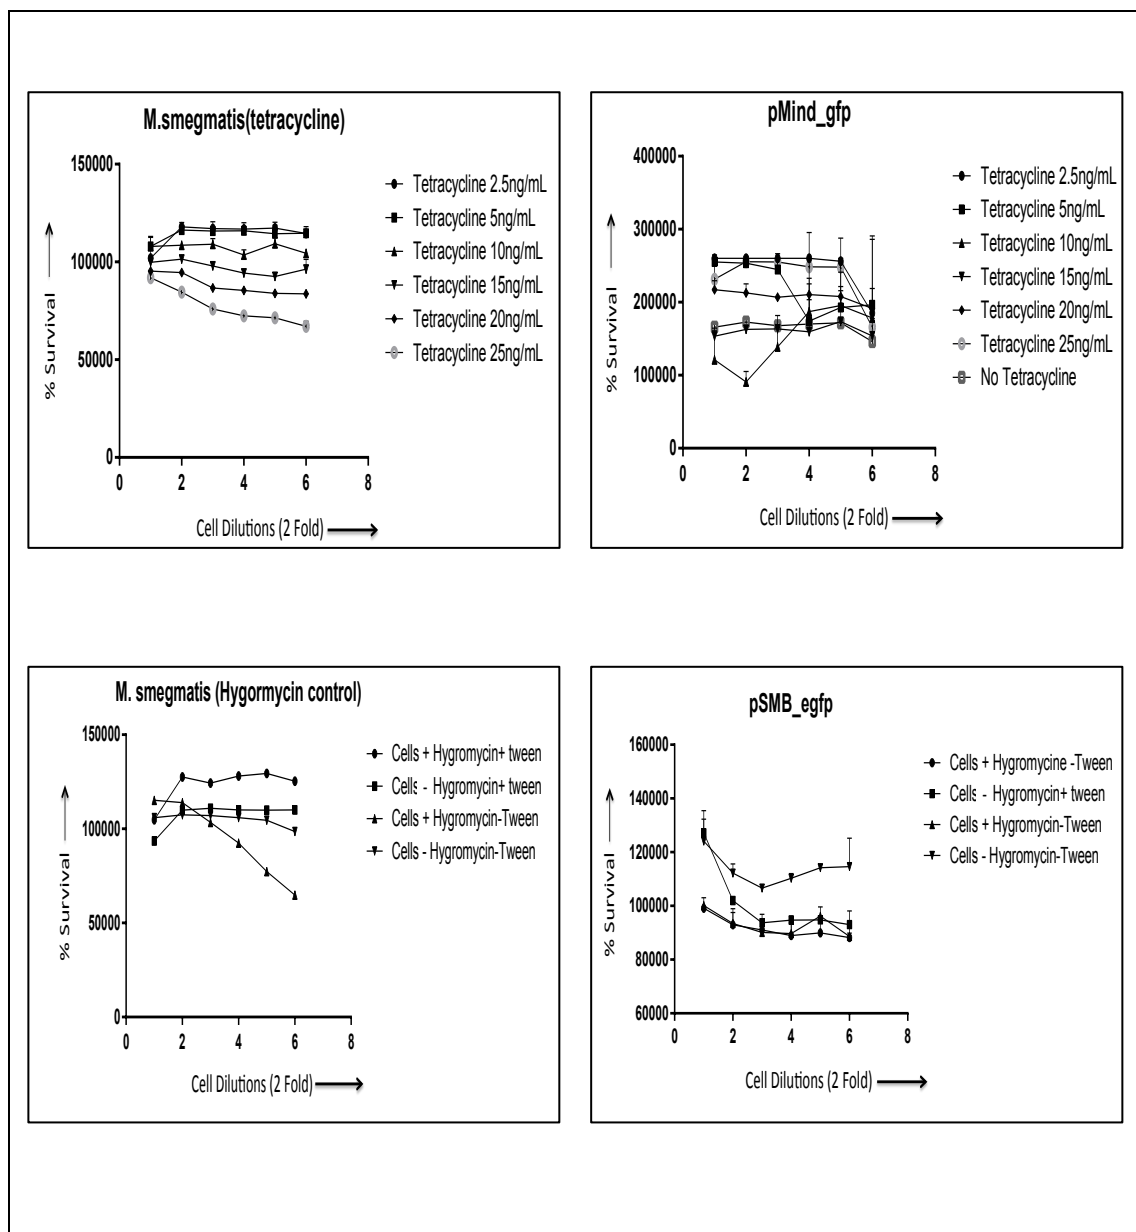 M.smegmatis(tetracycline)
150000
100000
50000
0
0
2
4
6
8
% Survival
Cell Dilutions (2 Fold)
Tetracycline 2.5ng/mL
Tetracycline 5ng/mL
Tetracycline 10ng/mL
Tetracycline 15ng/mL
Tetracycline 20ng/mL
Tetracycline 25ng/mL
pMind_gfp
400000
300000
200000
100000
0
0
2
4
6
8
% Survival
Cell Dilutions (2 Fold)
Tetracycline 2.5ng/mL
Tetracycline 5ng/mL
Tetracycline 10ng/mL
Tetracycline 15ng/mL
Tetracycline 20ng/mL
Tetracycline 25ng/mL
No Tetracycline
M. smegmatis (Hygormycin control)
150000
100000
50000
0
0
2
4
6
8
% Survival
Cell Dilutions (2 Fold)
Cells + Hygromycin+ tween
Cells - Hygromycin+ tween
Cells + Hygromycin-Tween
Cells - Hygromycin-Tween
pSMB_egfp
160000
140000
120000
100000
80000
60000
0
2
4
6
8
% Survival
Cell Dilutions (2 Fold)
Cells + Hygromycine -Tween
Cells - Hygromycin+ tween
Cells + Hygromycin-Tween
Cells - Hygromycin-Tween